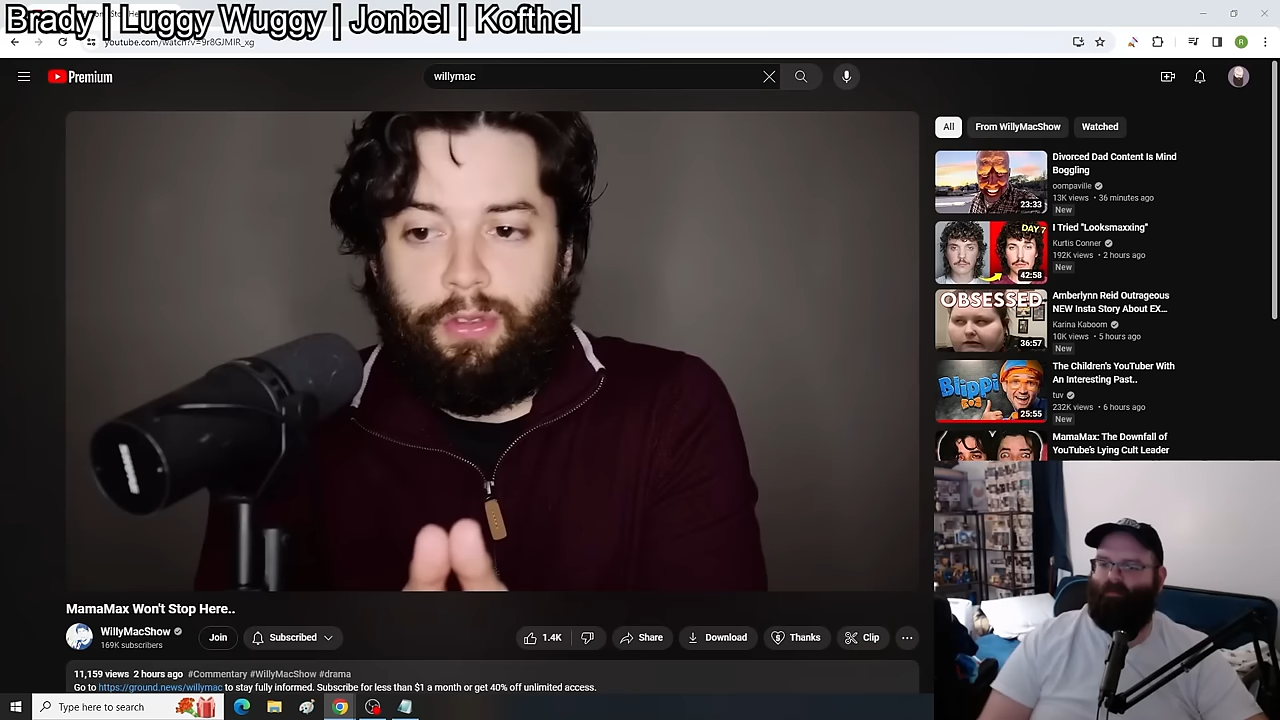 Brady | Luggy Wuggy | Jonbel | Kofthel
youtube.com/watch?v=9r8GJMIR_xg
Premium
willymac
All
From WillyMacShow
Watched
Divorced Dad Content Is Mind
Boggling
oompaville
13K views • 36 minutes ago
New
23:33
I Tried "Looksmaxxing"
Kurtis Conner
192K views • 2 hours ago
New
DAY 7
42:58
Amberlynn Reid Outrageous
NEW Insta Story About EX...
Karina Kaboom
10K views • 5 hours ago
New
OBSESSED
36:57
The Children's YouTuber With
An Interesting Past..
tuv
232K views • 6 hours ago
New
Blippi
25:55
MamaMax: The Downfall of
YouTube's Lying Cult Leader
MamaMax Won't Stop Here..
WillyMacShow
169K subscribers
Join
Subscribed
1.4K
Share
Download
Thanks
Clip
11,159 views 2 hours ago #Commentary #WillyMacShow #drama
Go to https://ground.news/willymac to stay fully informed. Subscribe for less than $1 a month or get 40% off unlimited access.
Type here to search